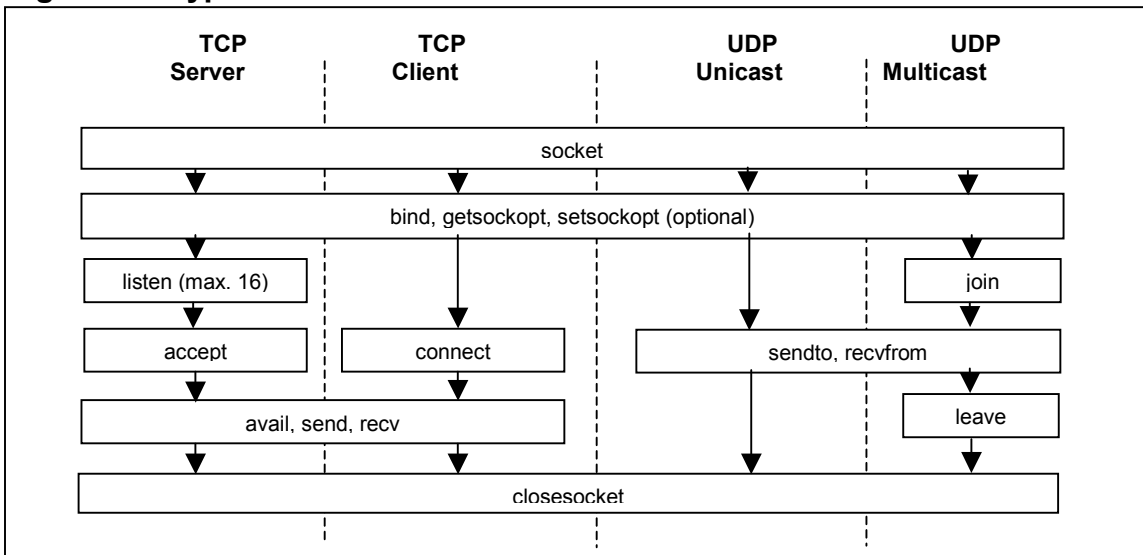 TCP Server
TCP Client
UDP Unicast
UDP Multicast
socket
bind, getsockopt, setsockopt (optional)
listen (max. 16)
join
accept
connect
sendto, recvfrom
avail, send, recv
leave
closesocket